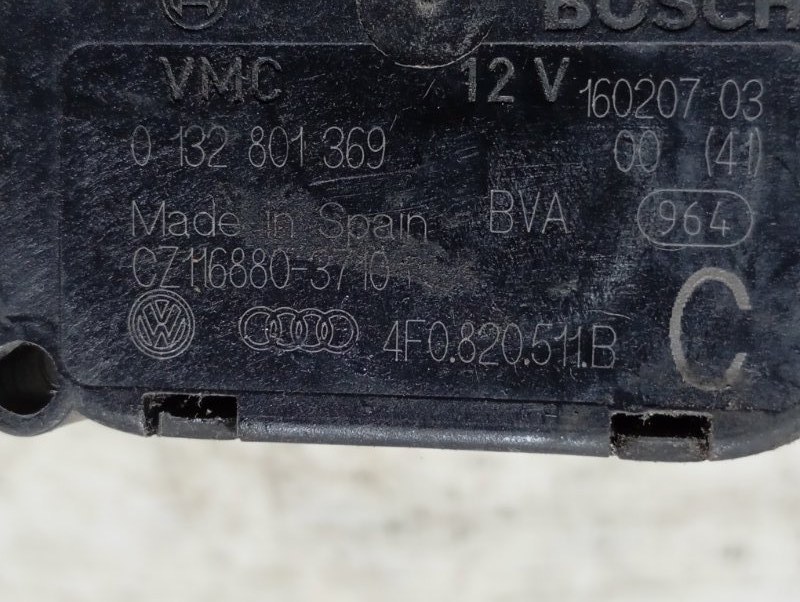 BOSCH
VMC 12 V 160207 03
0 132 801 369 00 (41)
Made in Spain BVA 964
CZ116880-3710
VW 4F0.820.511.B C